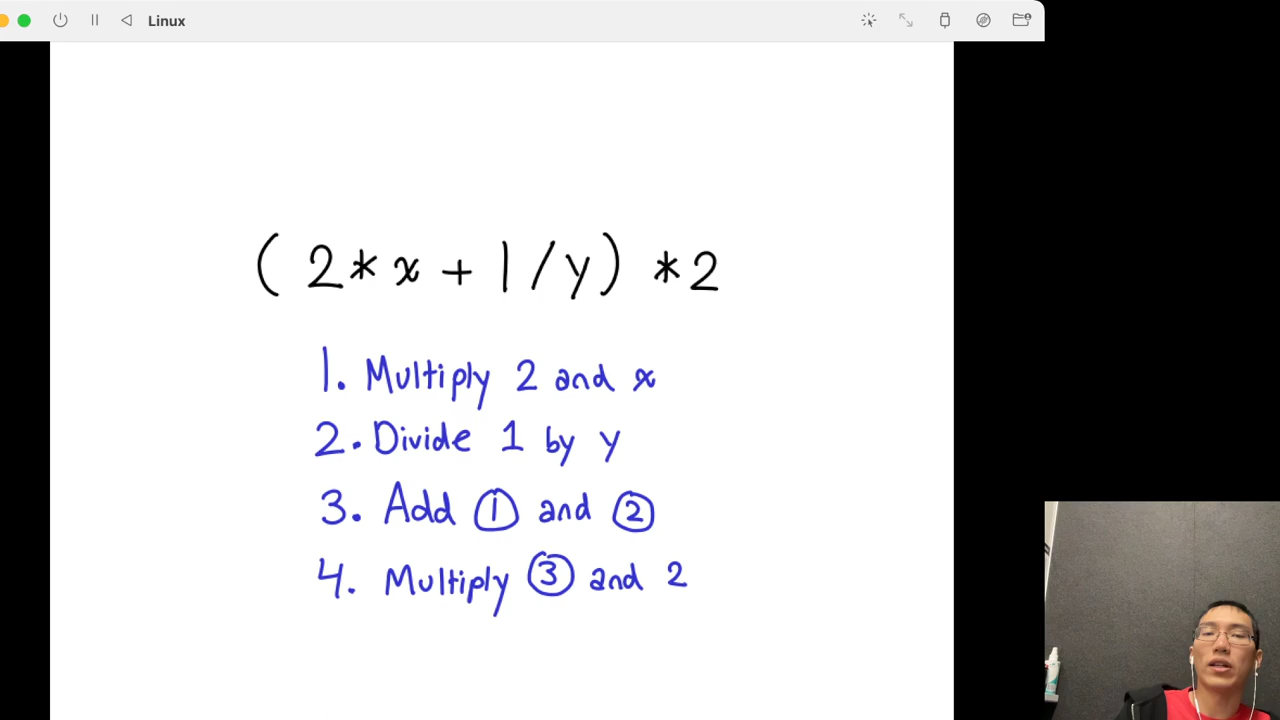 Linux
( 2 * x + 1 / y ) * 2
1. Multiply 2 and x
2. Divide 1 by y
3. Add ① and ②
4. Multiply ③ and 2